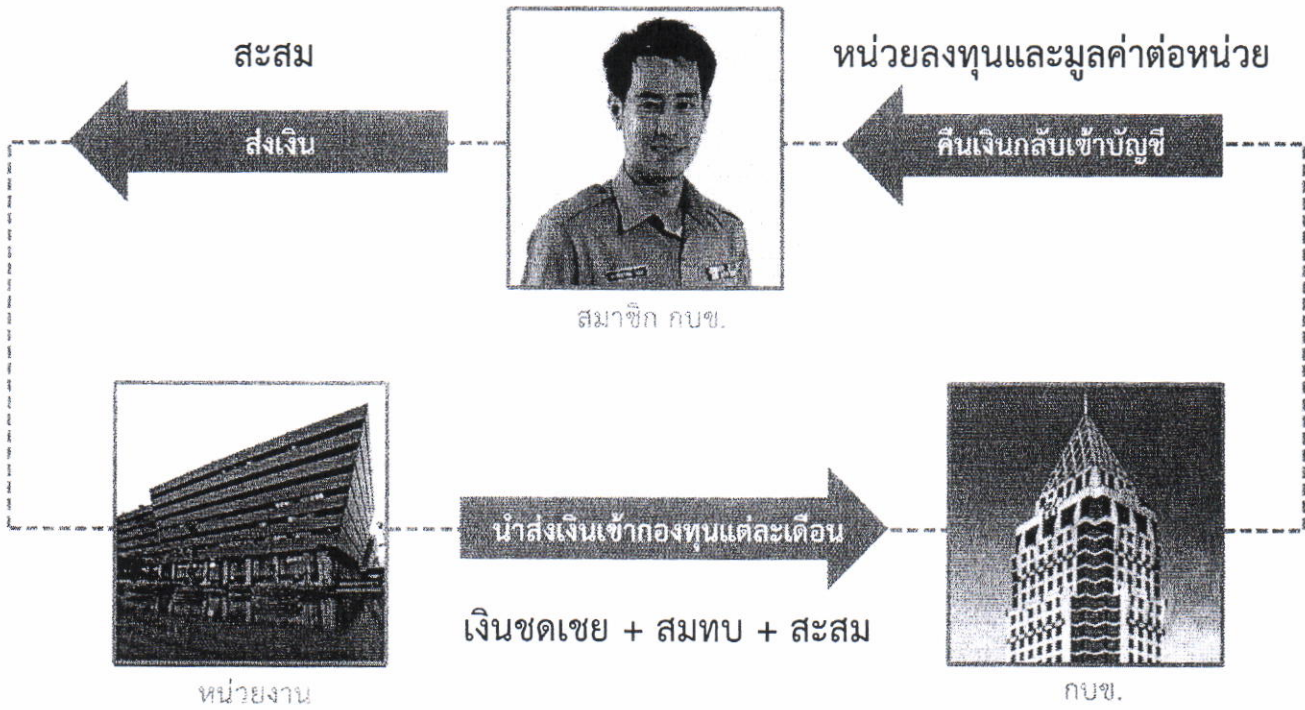 สะสม
หน่วยลงทุนและมูลค่าต่อหน่วย
ส่งเงิน
คืนเงินกลับเข้าบัญชี
สมาชิก กบข.
นำส่งเงินเข้ากองทุนแต่ละเดือน
เงินชดเชย + สมทบ + สะสม
หน่วยงาน
กบข.